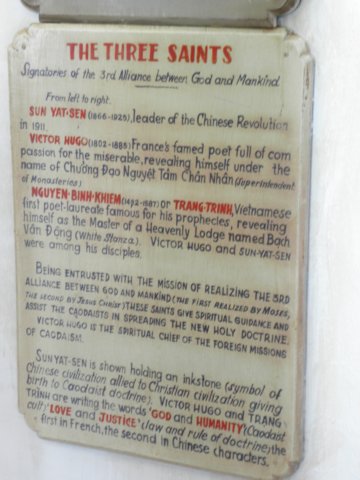 THE THREE SAINTS
Signatories of the 3rd Alliance between God and Mankind.
From left to right.
SUN YAT-SEN (1866-1925), leader of the Chinese Revolution
in 1911.
VICTOR HUGO (1802-1885) France's famed poet full of com
passion for the miserable, revealing himself under the
name of Chưởng Đạo Nguyệt Tâm Chân Nhân (Superintendent
of Monasteries).
NGUYEN-BINH-KHIEM (1492-1587) or TRANG-TRINH, Vietnamese
first poet-laureate famous for his prophecies, revealing
himself as the Master of a Heavenly Lodge named Bạch
Vân Động (White Stanza). VICTOR HUGO and SUN-YAT-SEN
were among his disciples.
BEING ENTRUSTED WITH THE MISSION OF REALIZING THE 3RD
ALLIANCE BETWEEN GOD AND MANKIND (THE FIRST REALIZED BY MOSES,
THE SECOND BY JESUS CHRIST) THESE SAINTS GIVE SPIRITUAL GUIDANCE AND
ASSIST THE CAODAISTS IN SPREADING THE NEW HOLY DOCTRINE.
VICTOR HUGO IS THE SPIRITUAL CHIEF OF THE FOREIGN MISSIONS
OF CAODAISM.
SUN YAT-SEN is shown holding an inkstone (symbol of
Chinese civilization allied to Christian civilization giving
birth to Caodaist doctrine). VICTOR HUGO and TRANG
TRINH are writing the words 'GOD and HUMANITY' (Caodaist
cult) 'LOVE and JUSTICE' (law and rule of doctrine) the
first in French, the second in Chinese characters.